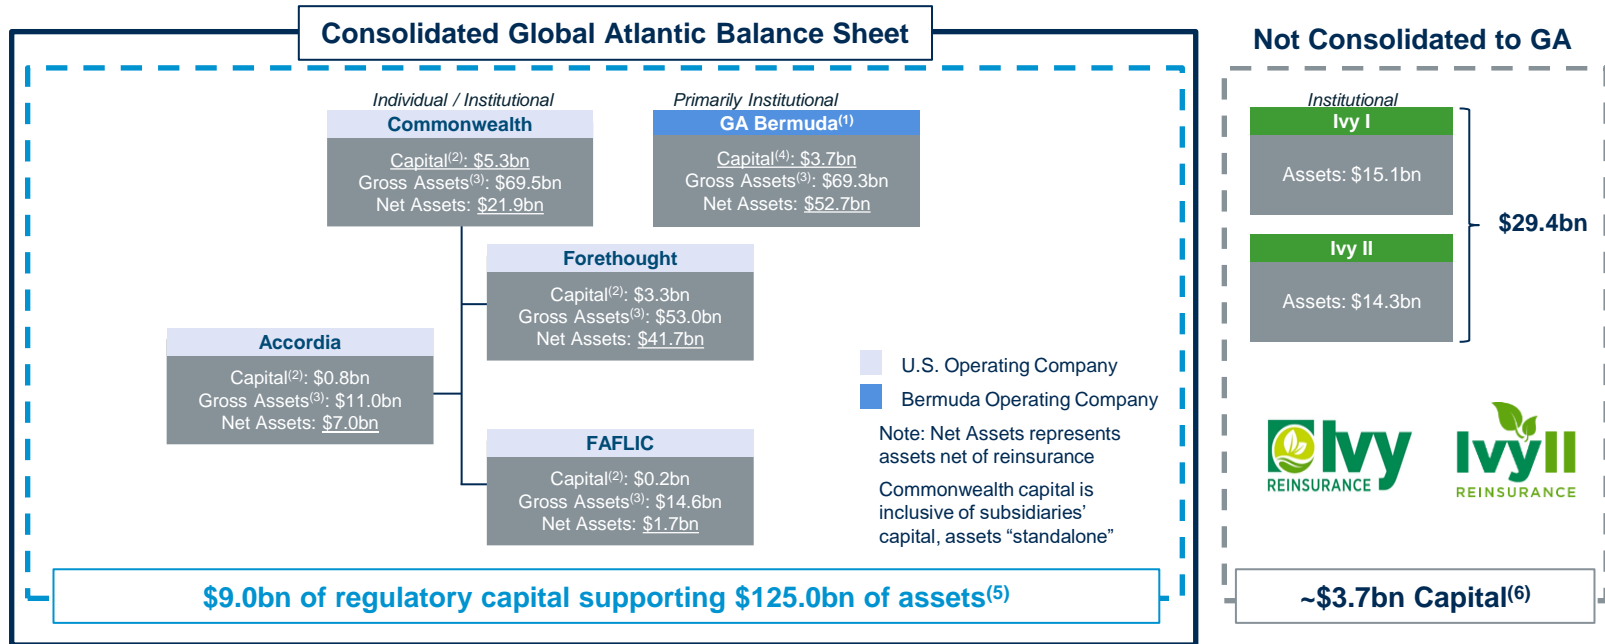 Consolidated Global Atlantic Balance Sheet
Not Consolidated to GA
Individual / Institutional
Commonwealth
Capital(2): $5.3bn
Gross Assets(3): $69.5bn
Net Assets: $21.9bn
Primarily Institutional
GA Bermuda(1)
Capital(4): $3.7bn
Gross Assets(3): $69.3bn
Net Assets: $52.7bn
Forethought
Capital(2): $3.3bn
Gross Assets(3): $53.0bn
Net Assets: $41.7bn
Accordia
Capital(2): $0.8bn
Gross Assets(3): $11.0bn
Net Assets: $7.0bn
FAFLIC
Capital(2): $0.2bn
Gross Assets(3): $14.6bn
Net Assets: $1.7bn
U.S. Operating Company
Bermuda Operating Company
Note: Net Assets represents
assets net of reinsurance
Commonwealth capital is
inclusive of subsidiaries’
capital, assets “standalone”
$9.0bn of regulatory capital supporting $125.0bn of assets(5)
Institutional
Ivy I
Assets: $15.1bn
Ivy II
Assets: $14.3bn
$29.4bn
Ivy
REINSURANCE
IvyII
REINSURANCE
~$3.7bn Capital(6)